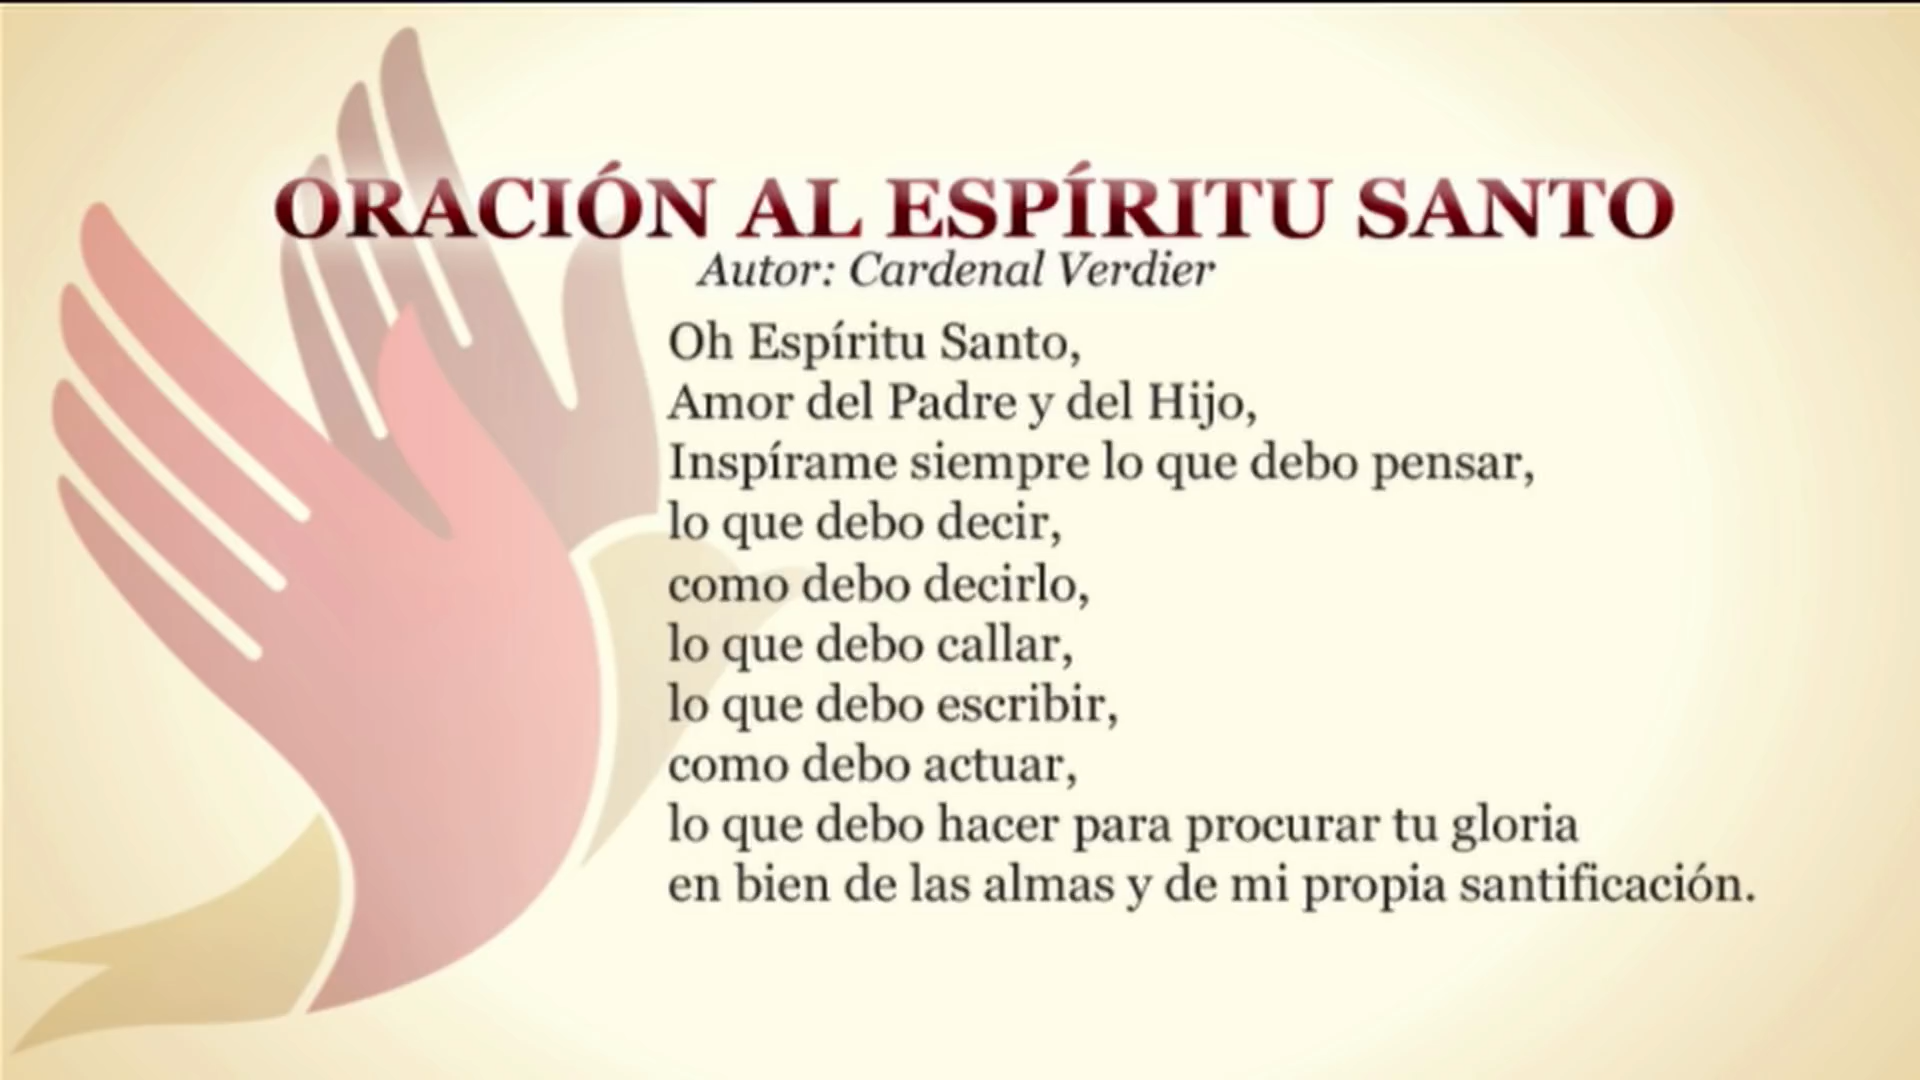 ORACIÓN AL ESPÍRITU SANTO
Autor: Cardenal Verdier
Oh Espíritu Santo,
Amor del Padre y del Hijo,
Inspírame siempre lo que debo pensar,
lo que debo decir,
como debo decirlo,
lo que debo callar,
lo que debo escribir,
como debo actuar,
lo que debo hacer para procurar tu gloria
en bien de las almas y de mi propia santificación.